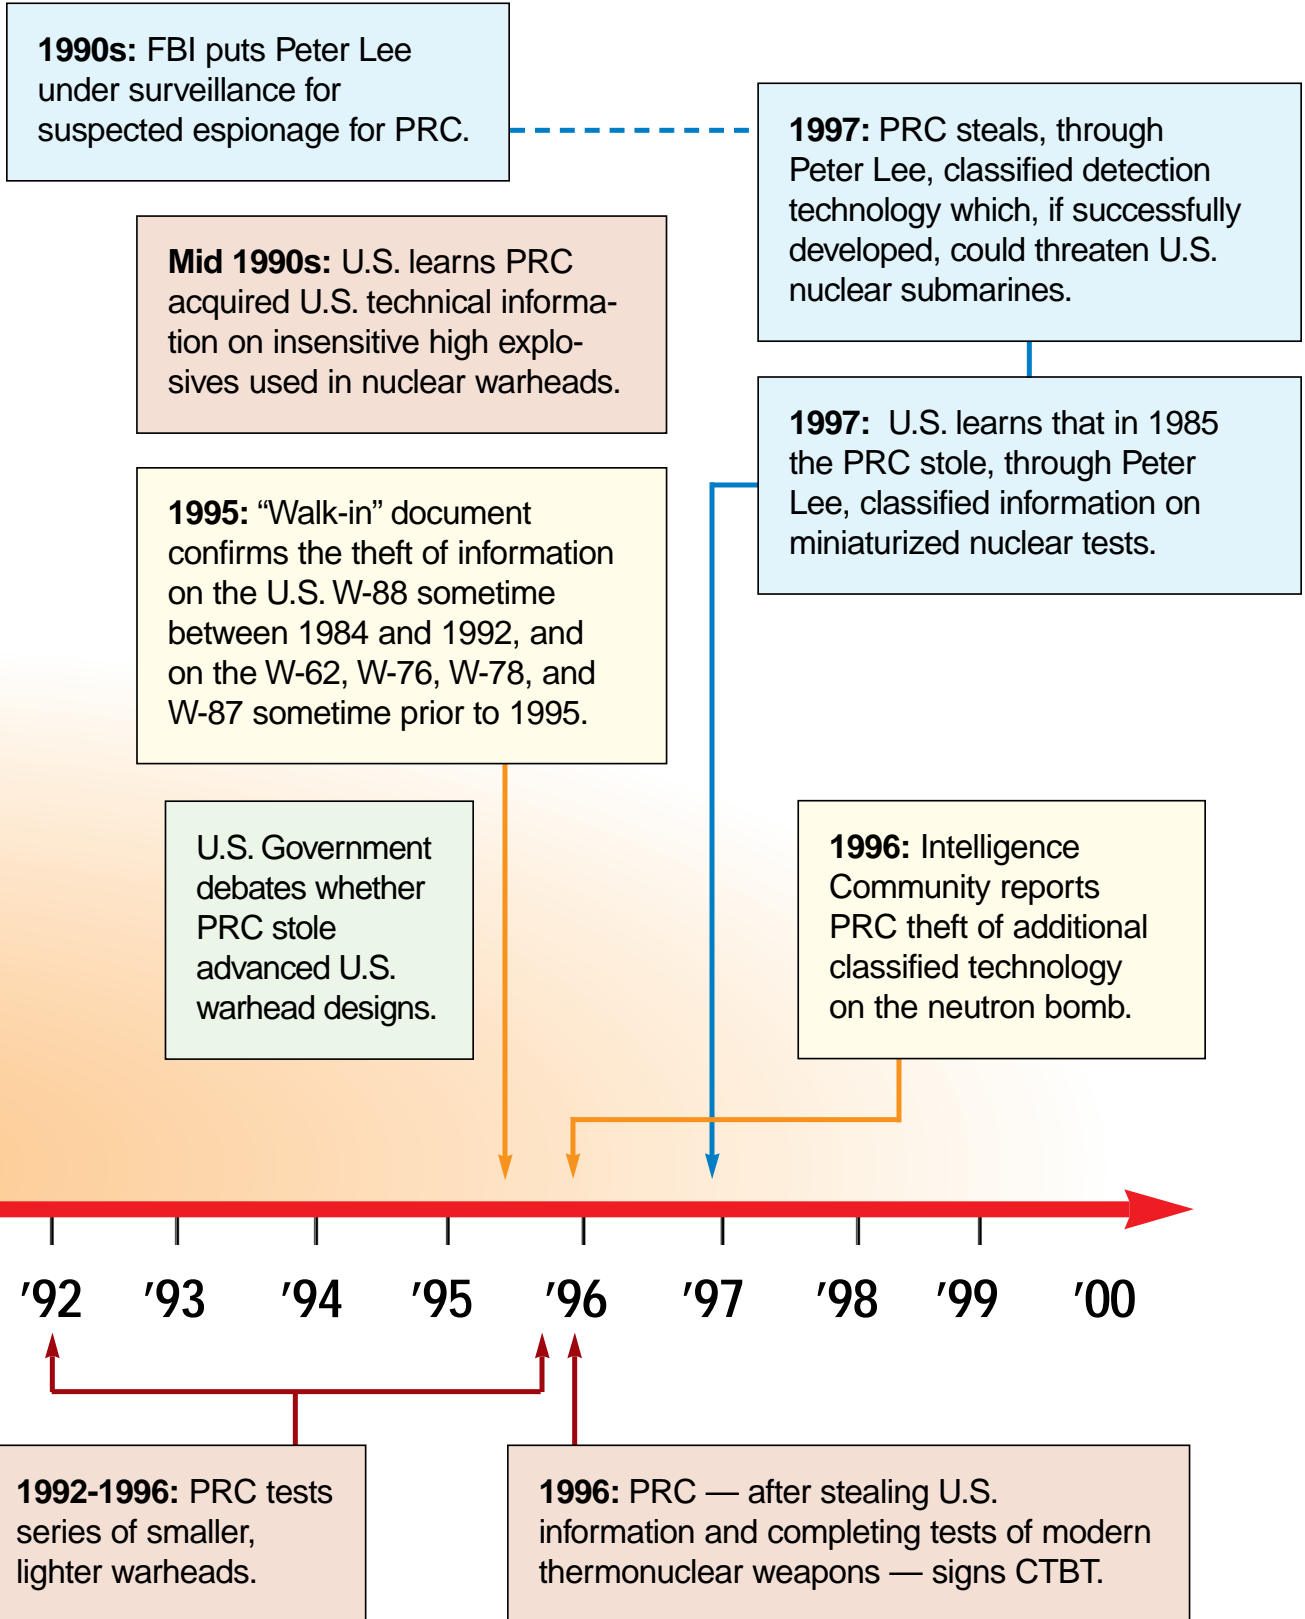 1990s: FBI puts Peter Lee
under surveillance for
suspected espionage for PRC.
1997: PRC steals, through
Peter Lee, classified detection
technology which, if successfully
developed, could threaten U.S.
nuclear submarines.
Mid 1990s: U.S. learns PRC
acquired U.S. technical informa-
tion on insensitive high explo-
sives used in nuclear warheads.
1997: U.S. learns that in 1985
the PRC stole, through Peter
Lee, classified information on
miniaturized nuclear tests.
1995: “Walk-in” document
confirms the theft of information
on the U.S. W-88 sometime
between 1984 and 1992, and
on the W-62, W-76, W-78, and
W-87 sometime prior to 1995.
U.S. Government
debates whether
PRC stole
advanced U.S.
warhead designs.
1996: Intelligence
Community reports
PRC theft of additional
classified technology
on the neutron bomb.
’92 ’93 ’94 ’95 ’96 ’97 ’98 ’99 ’00
1992-1996: PRC tests
series of smaller,
lighter warheads.
1996: PRC — after stealing U.S.
information and completing tests of modern
thermonuclear weapons — signs CTBT.